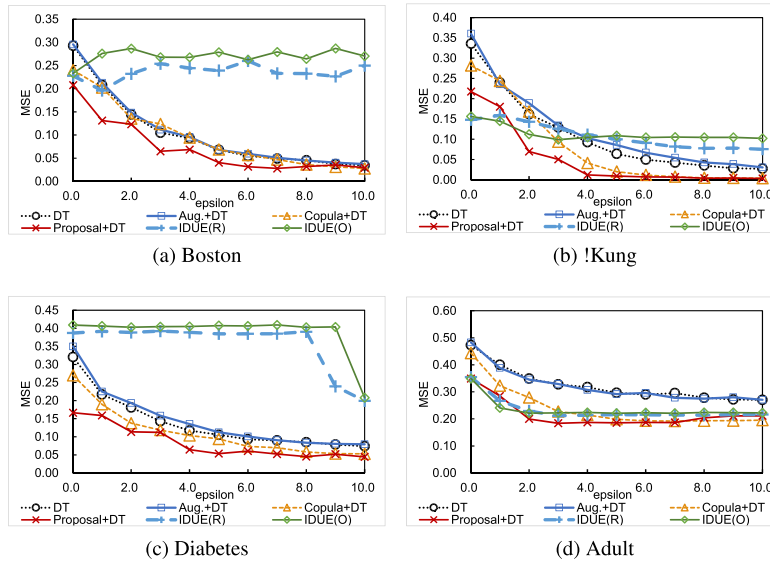 0.35
0.30
0.25
0.20
0.15
0.10
0.05
0.00
MSE
0.0 2.0 4.0 6.0 8.0 10.0
epsilon
DT Aug.+DT Copula+DT
Proposal+DT IDUE(R) IDUE(O)
(a) Boston
0.40
0.35
0.30
0.25
0.20
0.15
0.10
0.05
0.00
MSE
0.0 2.0 4.0 6.0 8.0 10.0
epsilon
DT Aug.+DT Copula+DT
Proposal+DT IDUE(R) IDUE(O)
(b) !Kung
0.45
0.40
0.35
0.30
0.25
0.20
0.15
0.10
0.05
0.00
MSE
0.0 2.0 4.0 6.0 8.0 10.0
epsilon
DT Aug.+DT Copula+DT
Proposal+DT IDUE(R) IDUE(O)
(c) Diabetes
0.60
0.50
0.40
0.30
0.20
0.10
0.00
MSE
0.0 2.0 4.0 6.0 8.0 10.0
epsilon
DT Aug.+DT Copula+DT
Proposal+DT IDUE(R) IDUE(O)
(d) Adult